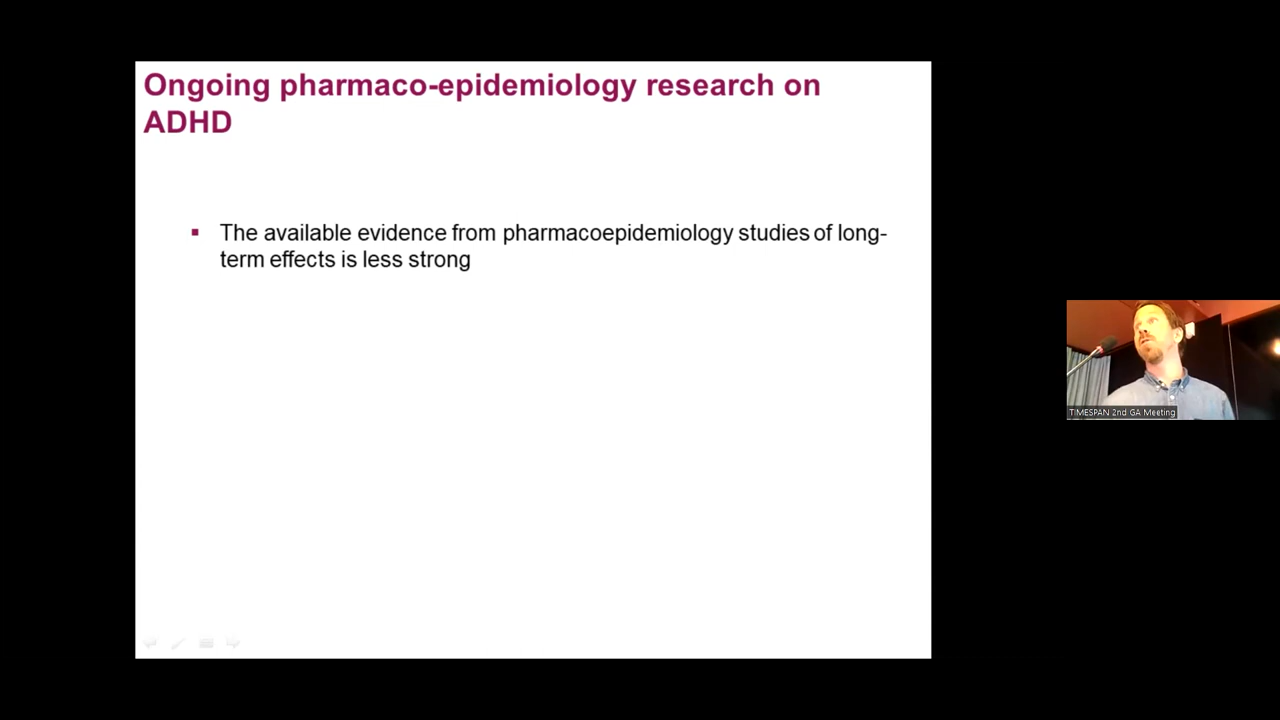 Ongoing pharmaco-epidemiology research on
ADHD
▪ The available evidence from pharmacoepidemiology studies of long-
term effects is less strong
TIMESPAN 2nd GA Meeting